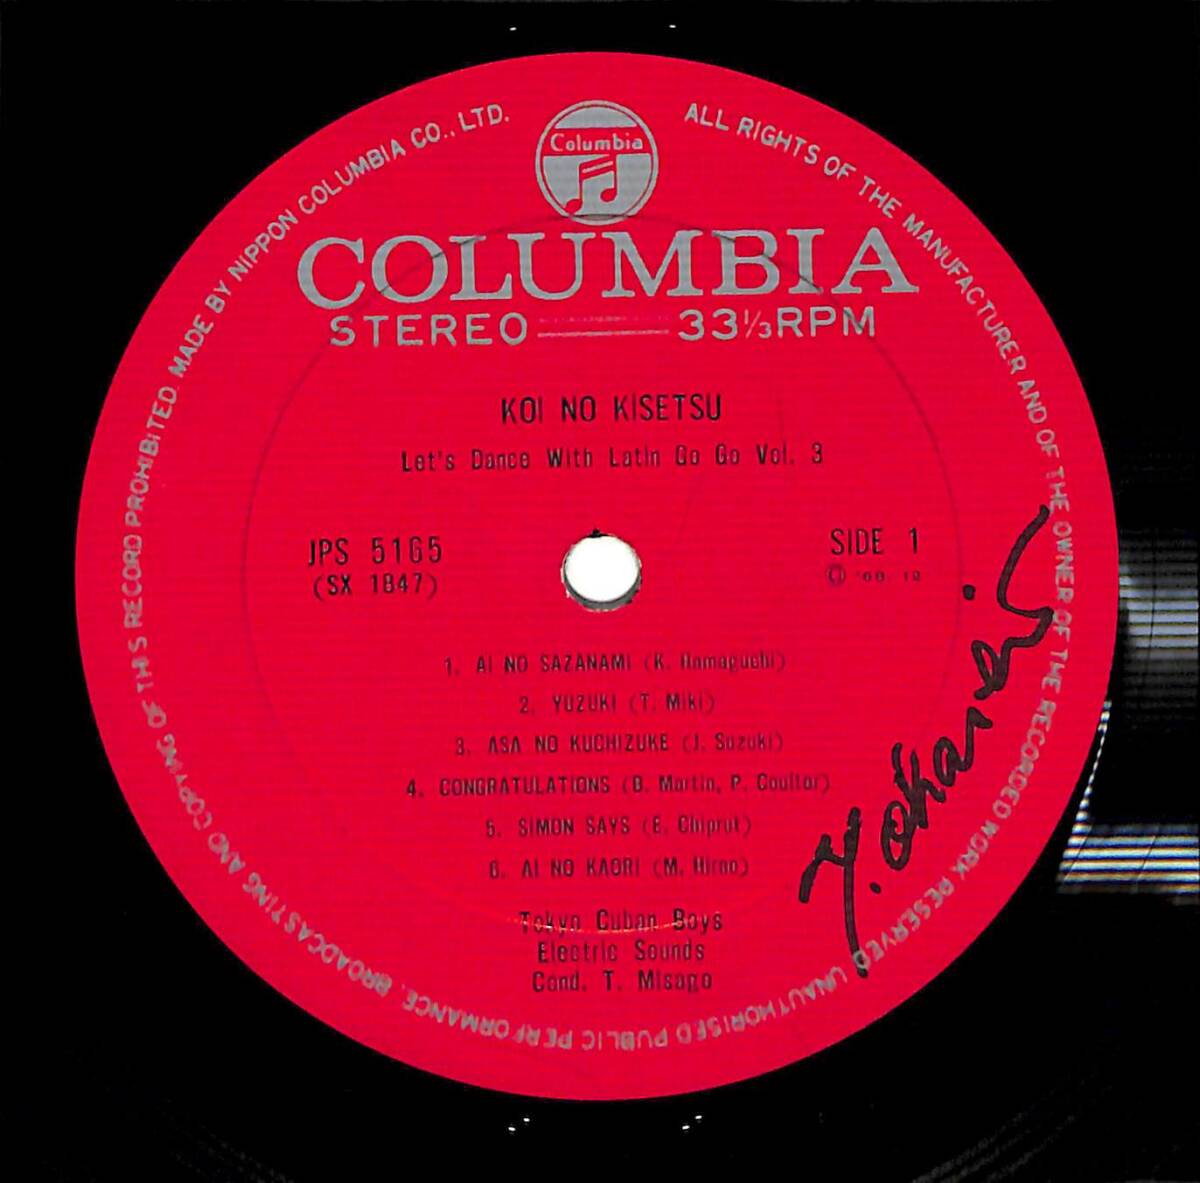 MADE BY NIPPON COLUMBIA CO., LTD.
ALL RIGHTS OF THE MANUFACTURER AND OF THE OWNER OF THE RECORDED WORK RESERVED UNAUTHORISED PUBLIC PERFORMANCE. BROADCASTING AND COPYING OF THIS RECORD PROHIBITED
Columbia
COLUMBIA
STEREO 33⅓RPM
KOI NO KISETSU
Let's Dance With Latin Go Go Vol. 3
JPS 5165
(SX 1847)
SIDE 1
1. AI NO SAZANAMI (K. Hamaguchi)
2. YUZUKI (T. Miki)
3. ASA NO KUCHIZUKE (J. Suzuki)
4. CONGRATULATIONS (B. Martin, P. Coulter)
5. SIMON SAYS (E. Chiprut)
6. AI NO KAORI (M. Hirao)
Tokyo Cuban Boys
Electric Sounds
Cond. T. Misago